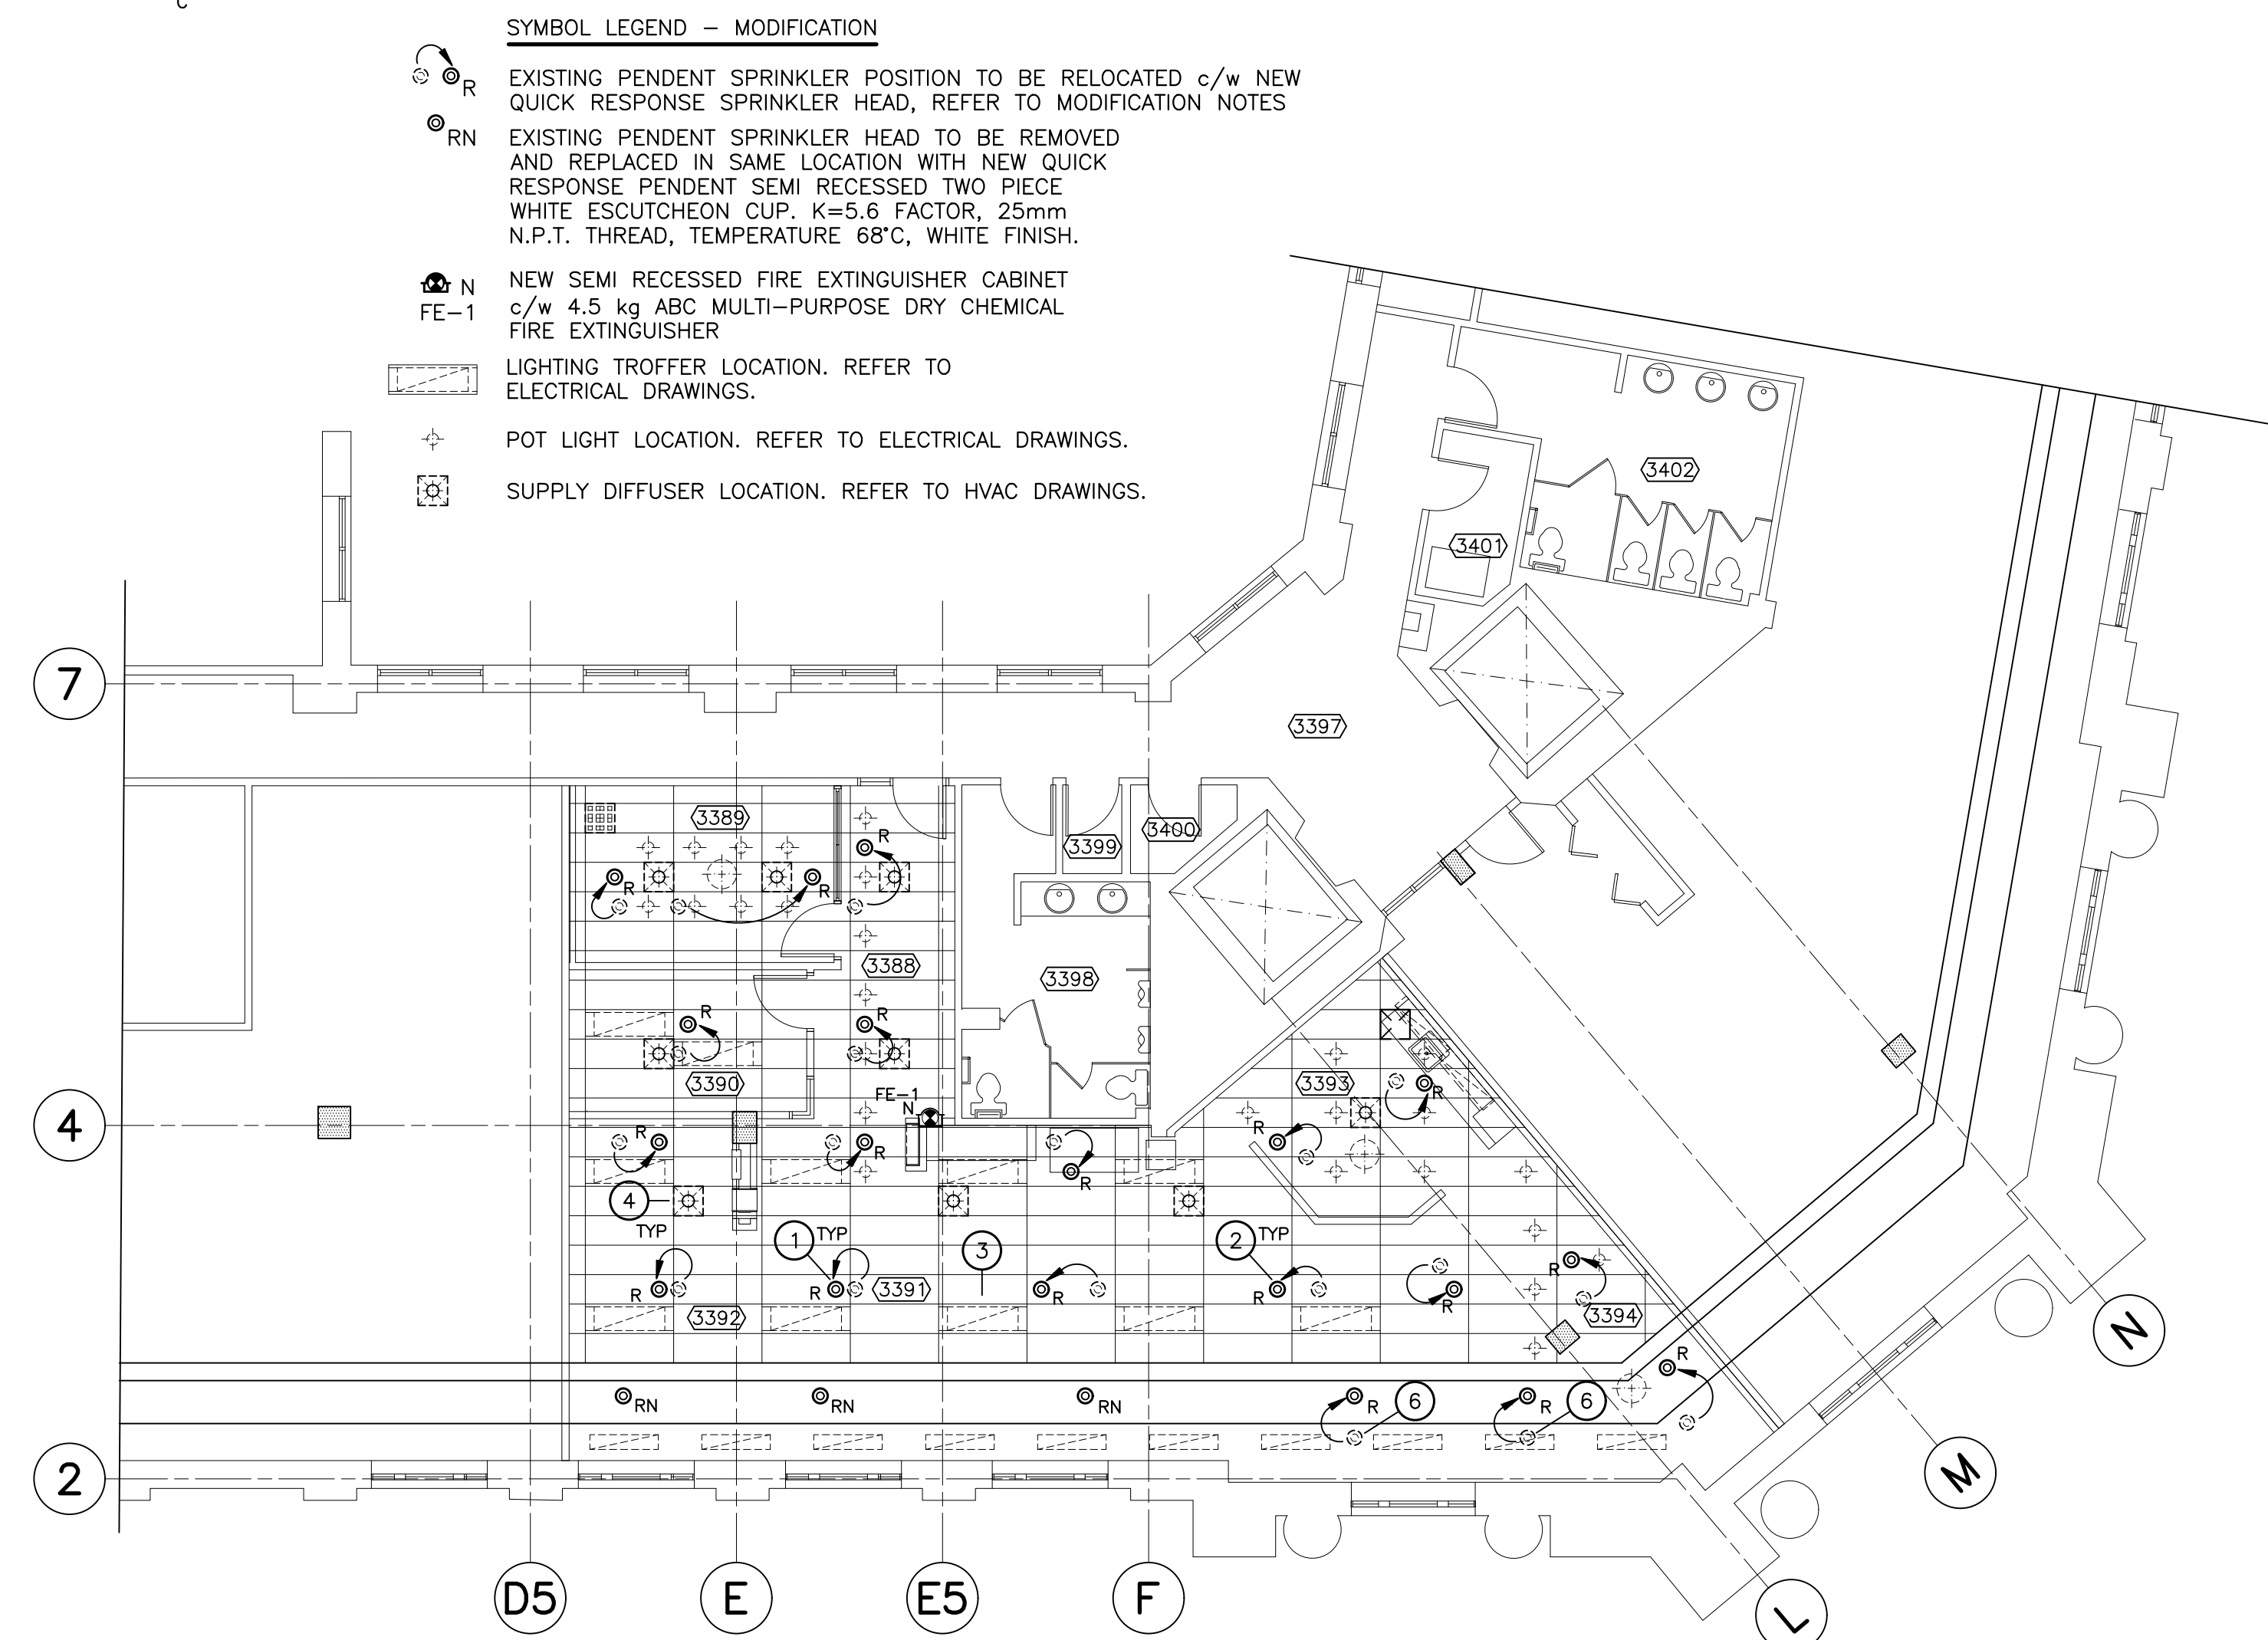 c
SYMBOL LEGEND – MODIFICATION
R
EXISTING PENDENT SPRINKLER POSITION TO BE RELOCATED c/w NEW
QUICK RESPONSE SPRINKLER HEAD, REFER TO MODIFICATION NOTES
RN
EXISTING PENDENT SPRINKLER HEAD TO BE REMOVED
AND REPLACED IN SAME LOCATION WITH NEW QUICK
RESPONSE PENDENT SEMI RECESSED TWO PIECE
WHITE ESCUTCHEON CUP. K=5.6 FACTOR, 25mm
N.P.T. THREAD, TEMPERATURE 68°C, WHITE FINISH.
N
FE–1
NEW SEMI RECESSED FIRE EXTINGUISHER CABINET
c/w 4.5 kg ABC MULTI–PURPOSE DRY CHEMICAL
FIRE EXTINGUISHER
LIGHTING TROFFER LOCATION. REFER TO
ELECTRICAL DRAWINGS.
POT LIGHT LOCATION. REFER TO ELECTRICAL DRAWINGS.
SUPPLY DIFFUSER LOCATION. REFER TO HVAC DRAWINGS.
3402
3401
7
3397
3389
3400
3399
R
R
R
3388
3398
R
R
3390
3393
R
FE–1
N
4
R
R
R
R
4
TYP
1
TYP
3
2
TYP
R
R
R
R
R
R
3391
3392
3394
R
RN
RN
RN
R
6
R
6
2
N
M
L
D5
E
E5
F